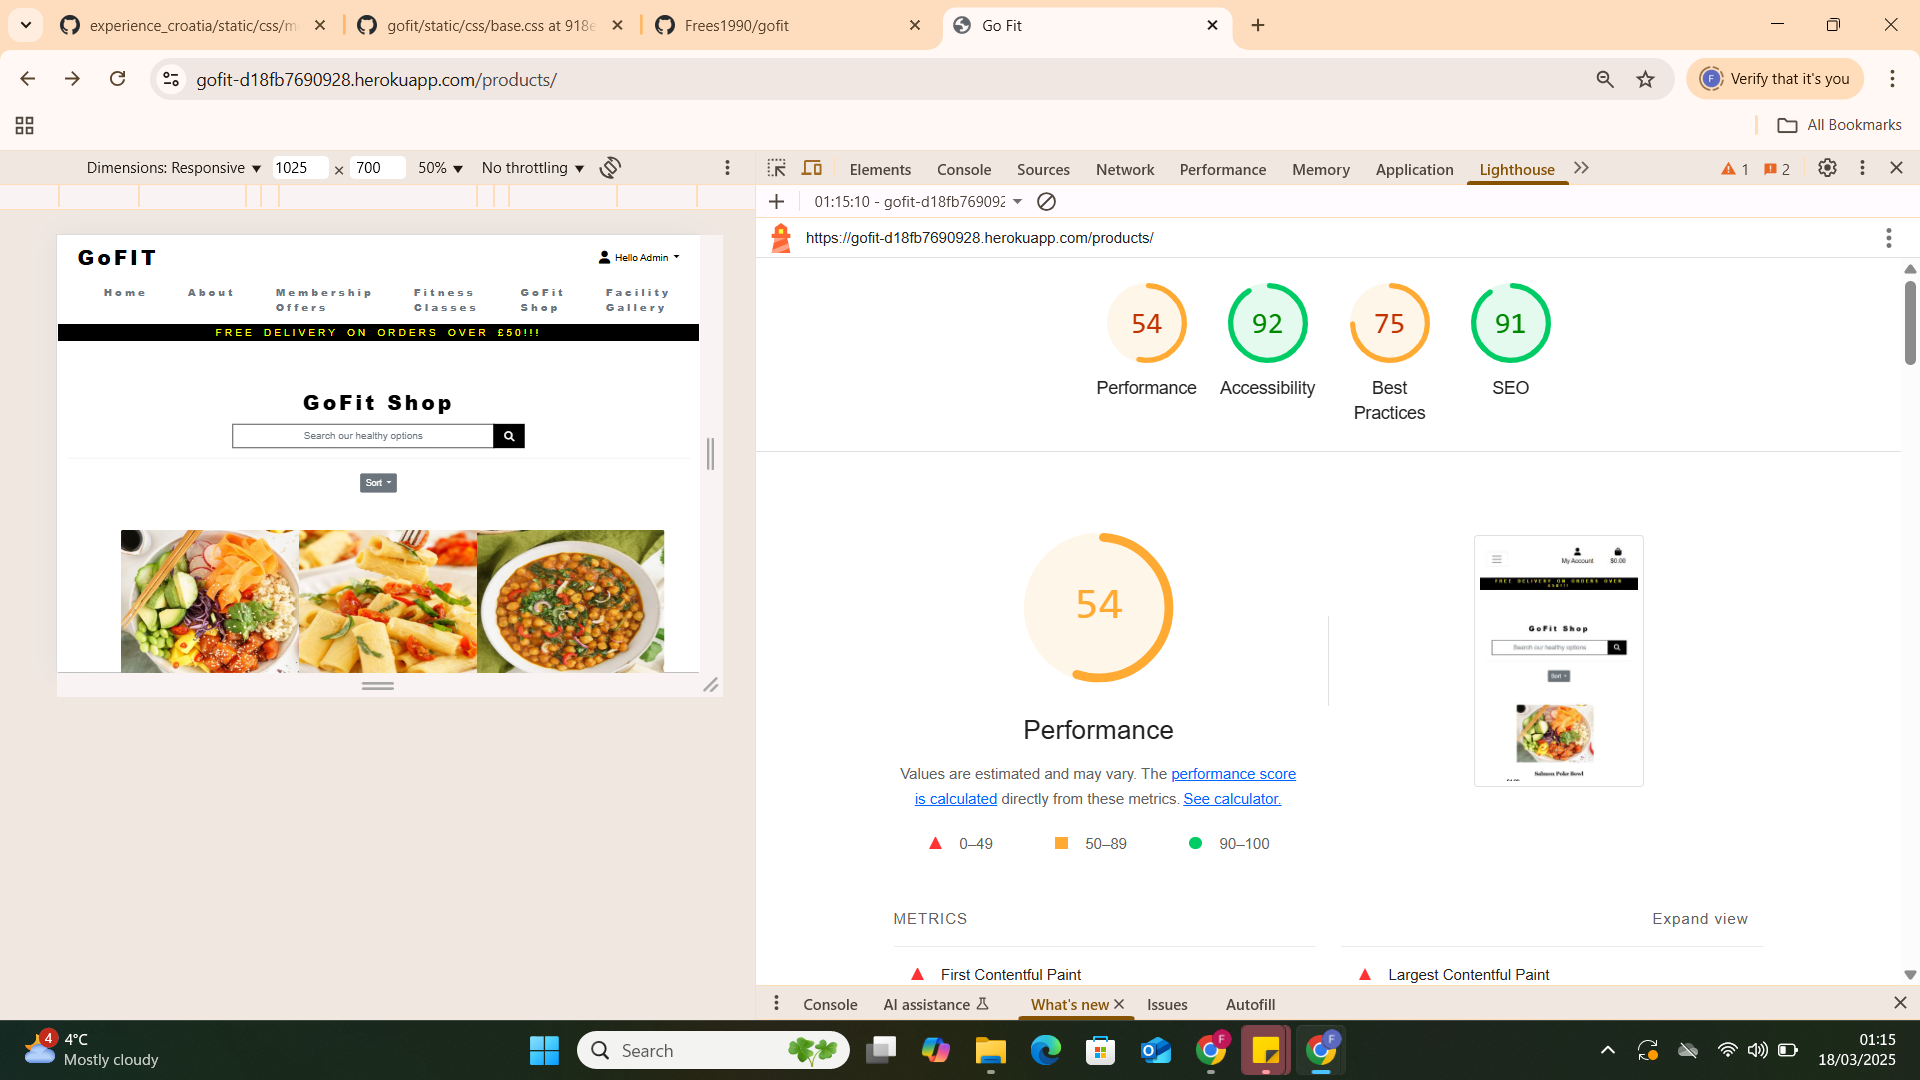 experience_croatia/static/css/m
gofit/static/css/base.css at 918e
Frees1990/gofit
Go Fit
gofit-d18fb7690928.herokuapp.com/products/
Verify that it's you
All Bookmarks
Dimensions: Responsive 1025 × 700 50% No throttling
Elements Console Sources Network Performance Memory Application Lighthouse 1 2
01:15:10 - gofit-d18fb769092
https://gofit-d18fb7690928.herokuapp.com/products/
GoFIT
Hello Admin
Home About Membership Offers Fitness Classes GoFit Shop Facility Gallery
FREE DELIVERY ON ORDERS OVER £50!!!
GoFit Shop
Search our healthy options
Sort
54 92 75 91
Performance Accessibility Best Practices SEO
54
Performance
Values are estimated and may vary. The performance score
is calculated directly from these metrics. See calculator.
0–49 50–89 90–100
My Account $0.00
FREE DELIVERY ON ORDERS OVER
£50!!!
GoFit Shop
Search our healthy options
Sort
Salmon Poke Bowl
METRICS Expand view
First Contentful Paint Largest Contentful Paint
Console AI assistance What's new Issues Autofill
4
4°C
Mostly cloudy
Search
01:15
18/03/2025